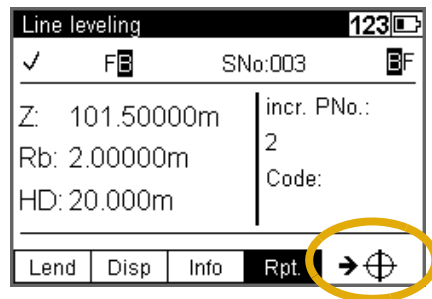 Line leveling 123
FB SNo:003 BF
Z: 101.50000m
Rb: 2.00000m
HD: 20.000m
incr. PNo.:
2
Code:
Lend Disp Info Rpt.